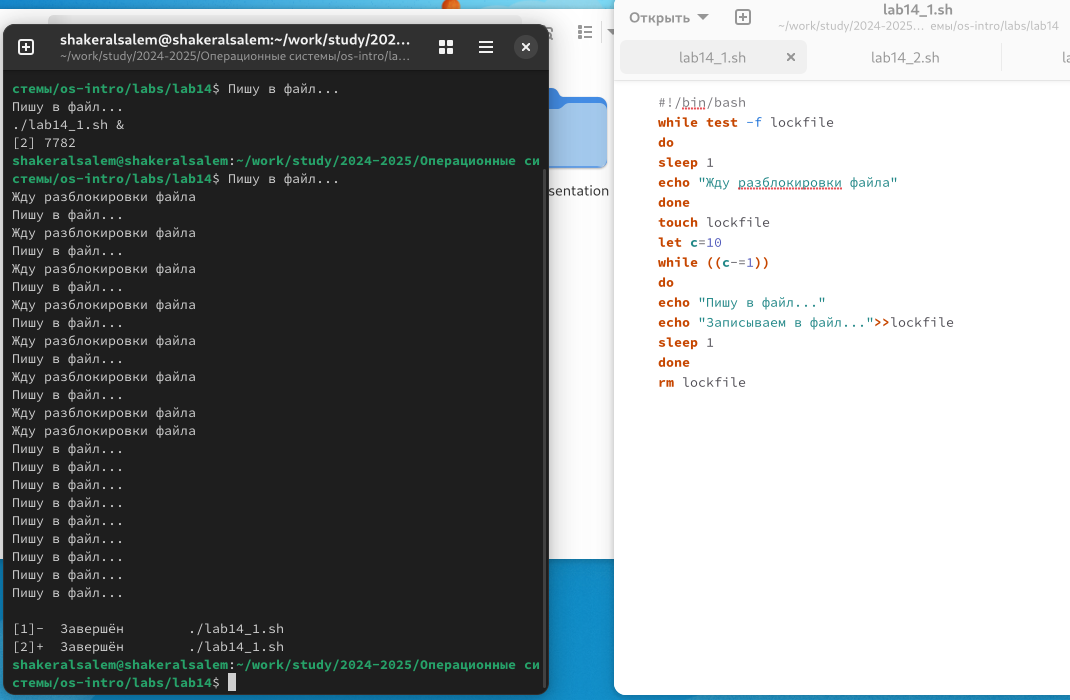 shakeralsalem@shakeralsalem:~/work/study/202...
~/work/study/2024-2025/Операционные системы/os-intro/la...
стемы/os-intro/labs/lab14$ Пишу в файл...
Пишу в файл...
./lab14_1.sh &
[2] 7782
shakeralsalem@shakeralsalem:~/work/study/2024-2025/Операционные си
стемы/os-intro/labs/lab14$ Пишу в файл...
Жду разблокировки файла
Пишу в файл...
Жду разблокировки файла
Пишу в файл...
Жду разблокировки файла
Пишу в файл...
Жду разблокировки файла
Пишу в файл...
Жду разблокировки файла
Пишу в файл...
Жду разблокировки файла
Пишу в файл...
Жду разблокировки файла
Жду разблокировки файла
Пишу в файл...
Пишу в файл...
Пишу в файл...
Пишу в файл...
Пишу в файл...
Пишу в файл...
Пишу в файл...
Пишу в файл...
Пишу в файл...
[1]- Завершён ./lab14_1.sh
[2]+ Завершён ./lab14_1.sh
shakeralsalem@shakeralsalem:~/work/study/2024-2025/Операционные си
стемы/os-intro/labs/lab14$
sentation
Открыть
lab14_1.sh
~/work/study/2024-2025... емы/os-intro/labs/lab14
lab14_1.sh
lab14_2.sh
la
#!/bin/bash
while test -f lockfile
do
sleep 1
echo "Жду разблокировки файла"
done
touch lockfile
let c=10
while ((c-=1))
do
echo "Пишу в файл..."
echo "Записываем в файл...">>lockfile
sleep 1
done
rm lockfile